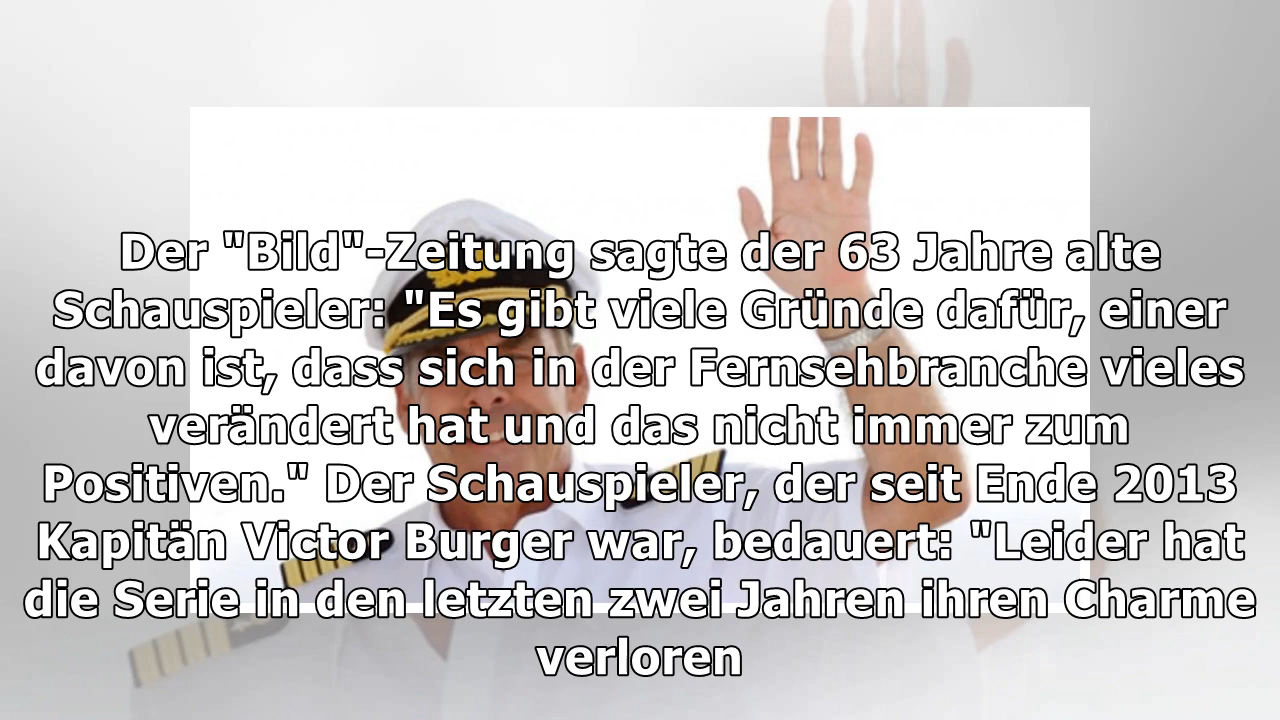 Der "Bild"-Zeitung sagte der 63 Jahre alte
Schauspieler: "Es gibt viele Gründe dafür, einer
davon ist, dass sich in der Fernsehbranche vieles
verändert hat und das nicht immer zum
Positiven." Der Schauspieler, der seit Ende 2013
Kapitän Victor Burger war, bedauert: "Leider hat
die Serie in den letzten zwei Jahren ihren Charme
verloren